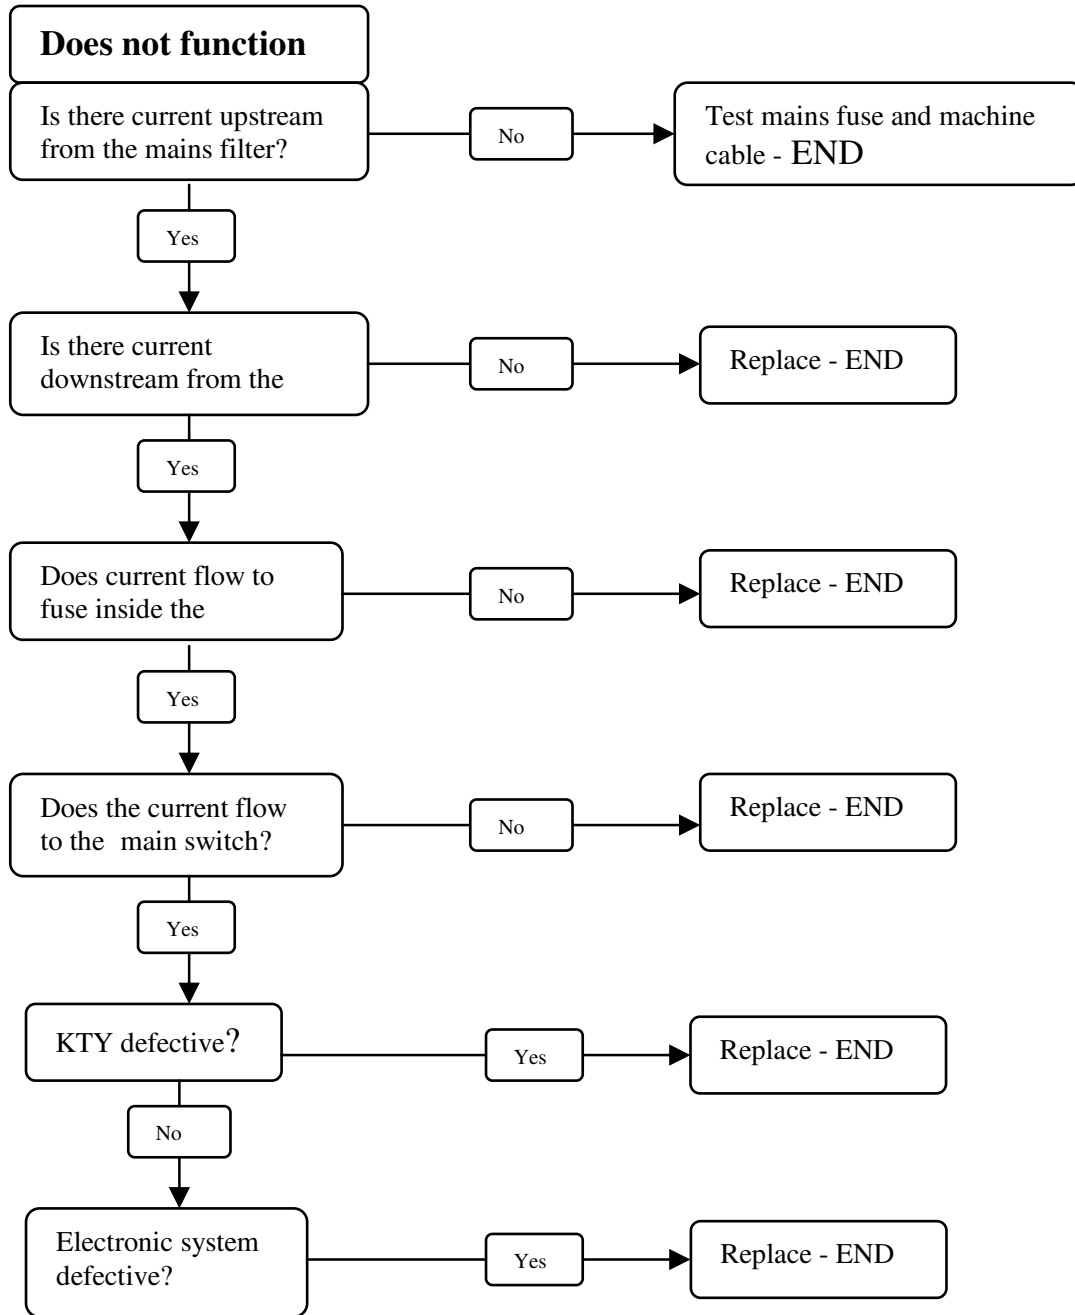 Does not function
Is there current upstream
from the mains filter?
No
Test mains fuse and machine
cable - END
Yes
Is there current
downstream from the
No
Replace - END
Yes
Does current flow to
fuse inside the
No
Replace - END
Yes
Does the current flow
to the main switch?
No
Replace - END
Yes
KTY defective?
Yes
Replace - END
No
Electronic system
defective?
Yes
Replace - END